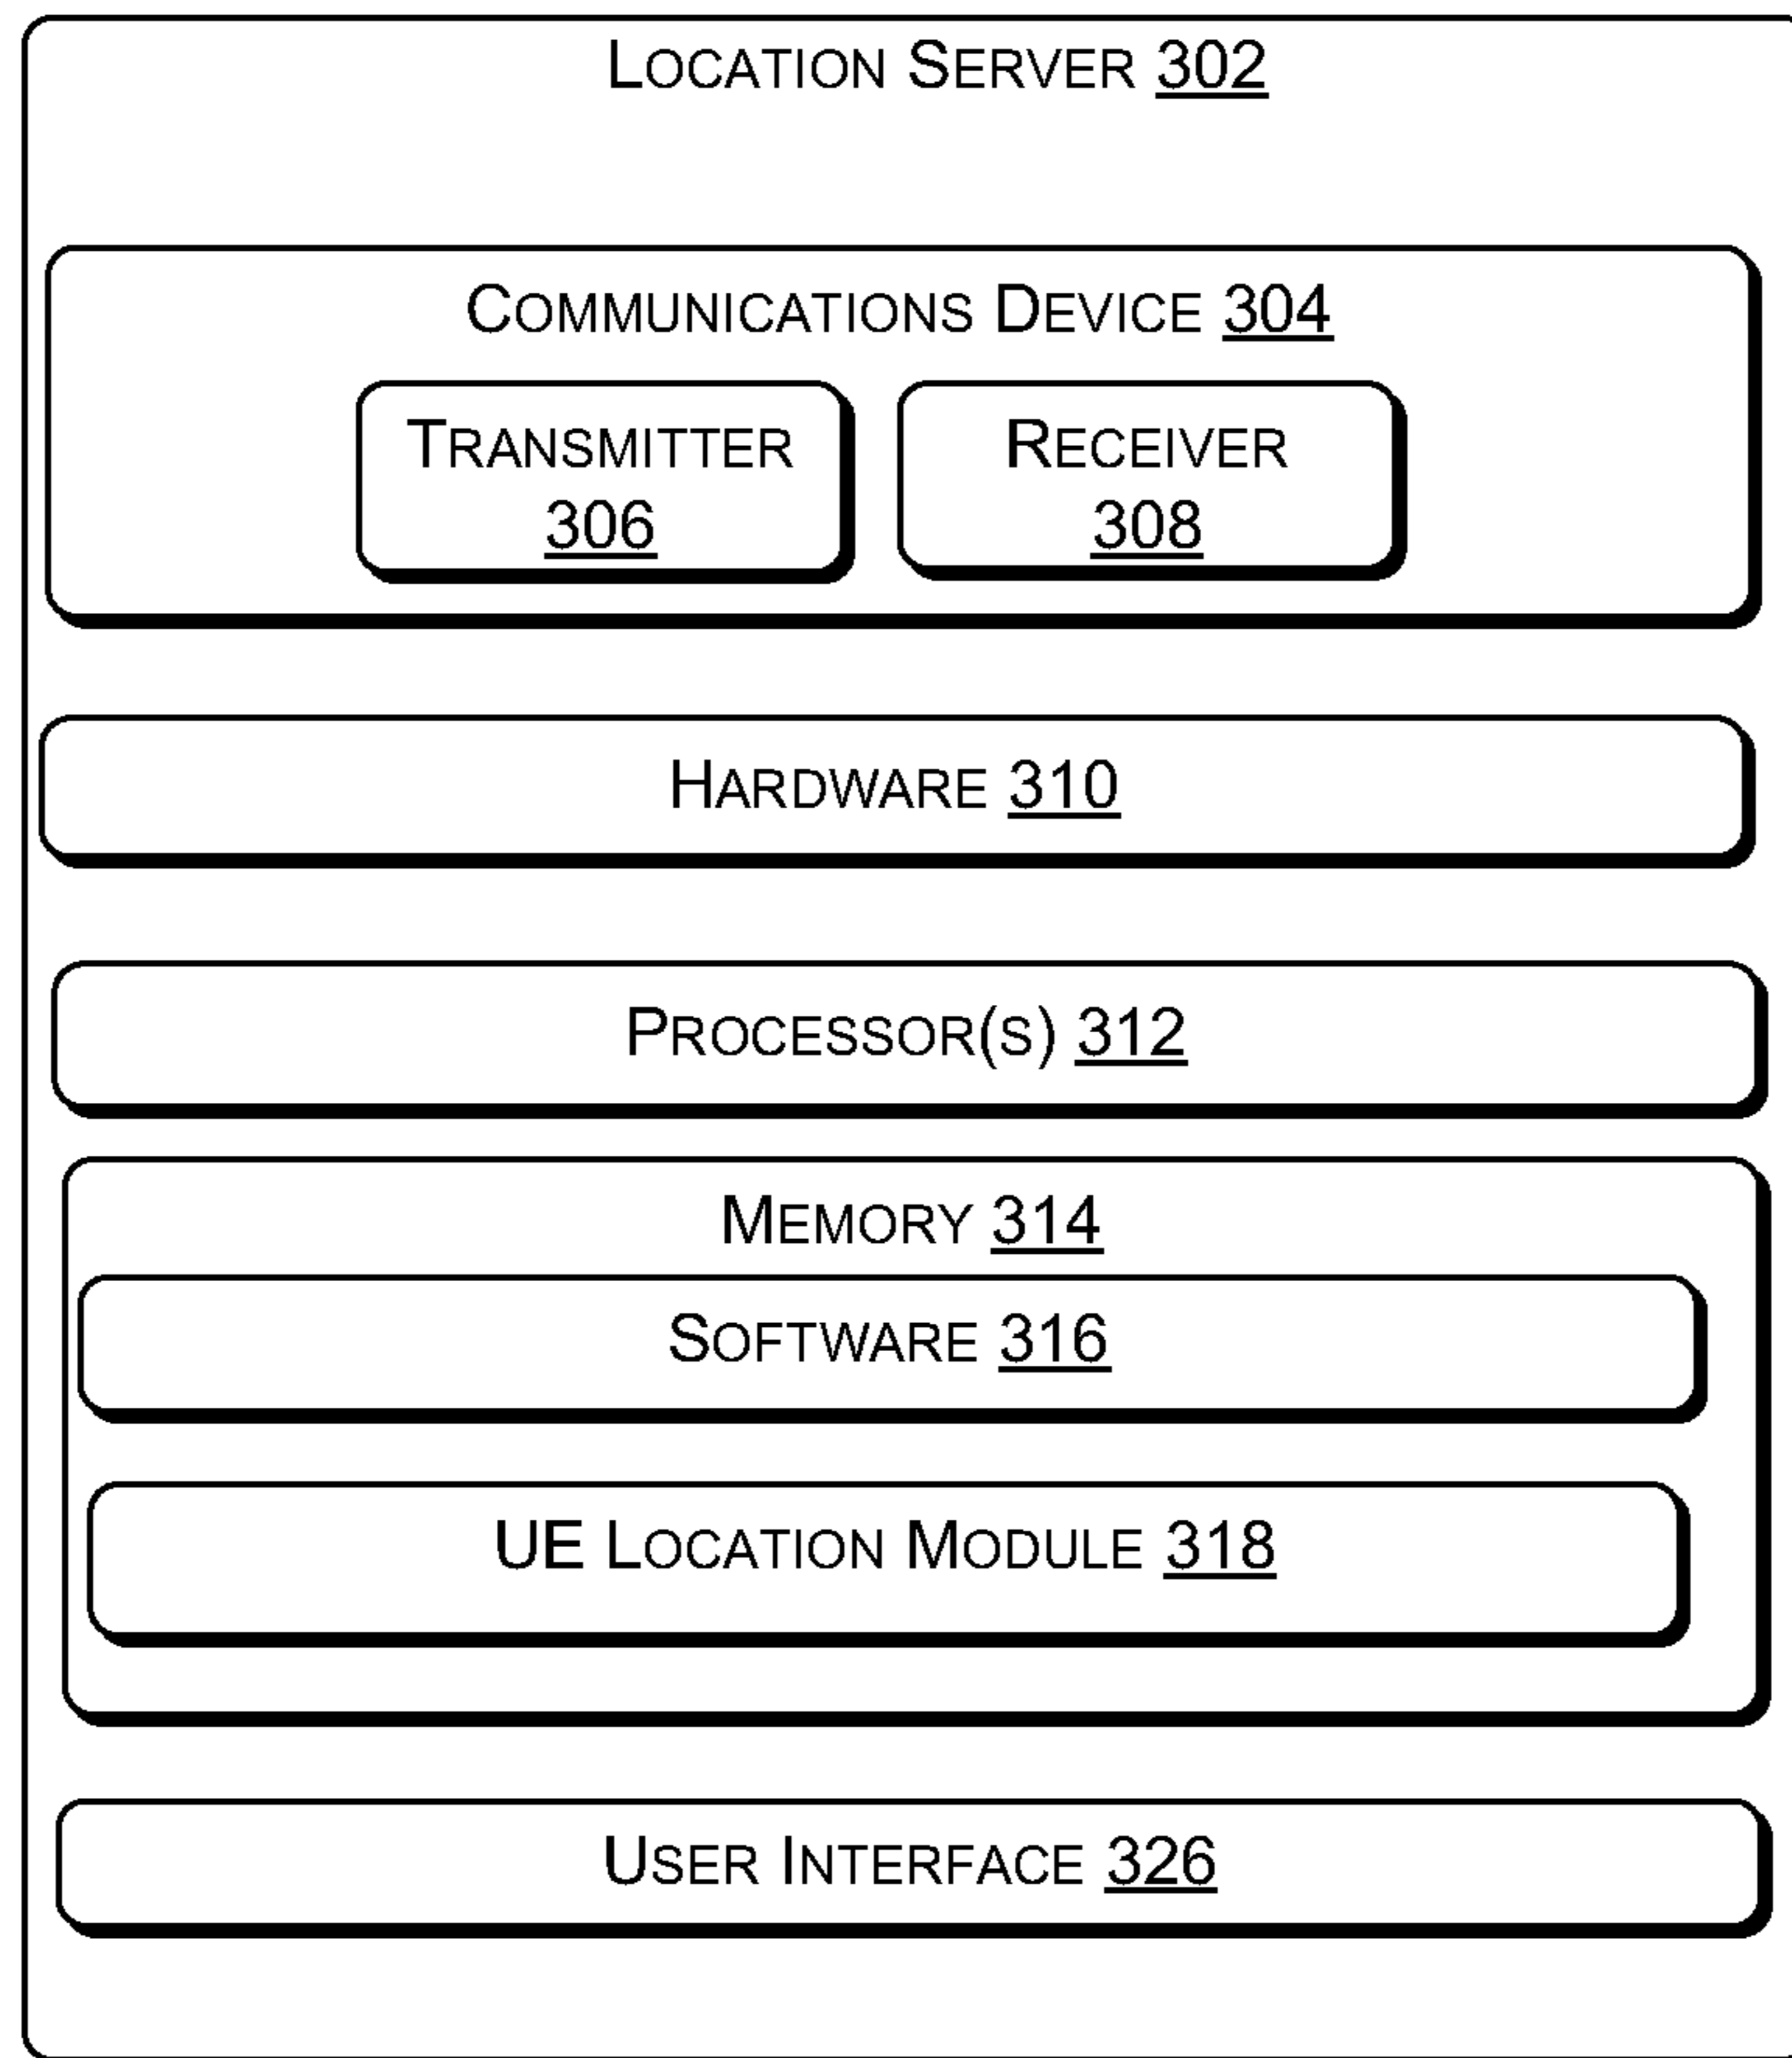 LOCATION SERVER 302
COMMUNICATIONS DEVICE 304
TRANSMITTER
306
RECEIVER
308
HARDWARE 310
PROCESSOR(S) 312
MEMORY 314
SOFTWARE 316
UE LOCATION MODULE 318
USER INTERFACE 326